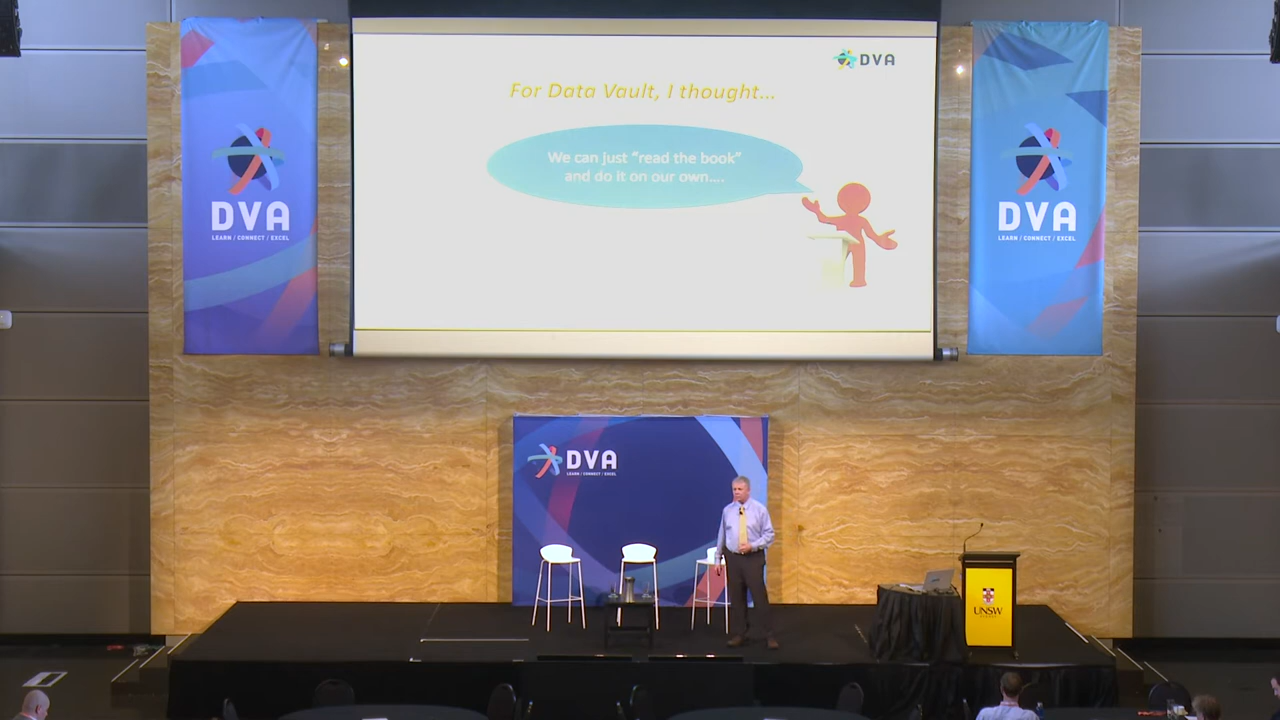 DVA
For Data Vault, I thought...
We can just “read the book”
and do it on our own....
DVA
LEARN / CONNECT / EXCEL
DVA
LEARN / CONNECT / EXCEL
DVA
LEARN / CONNECT / EXCEL
UNSW